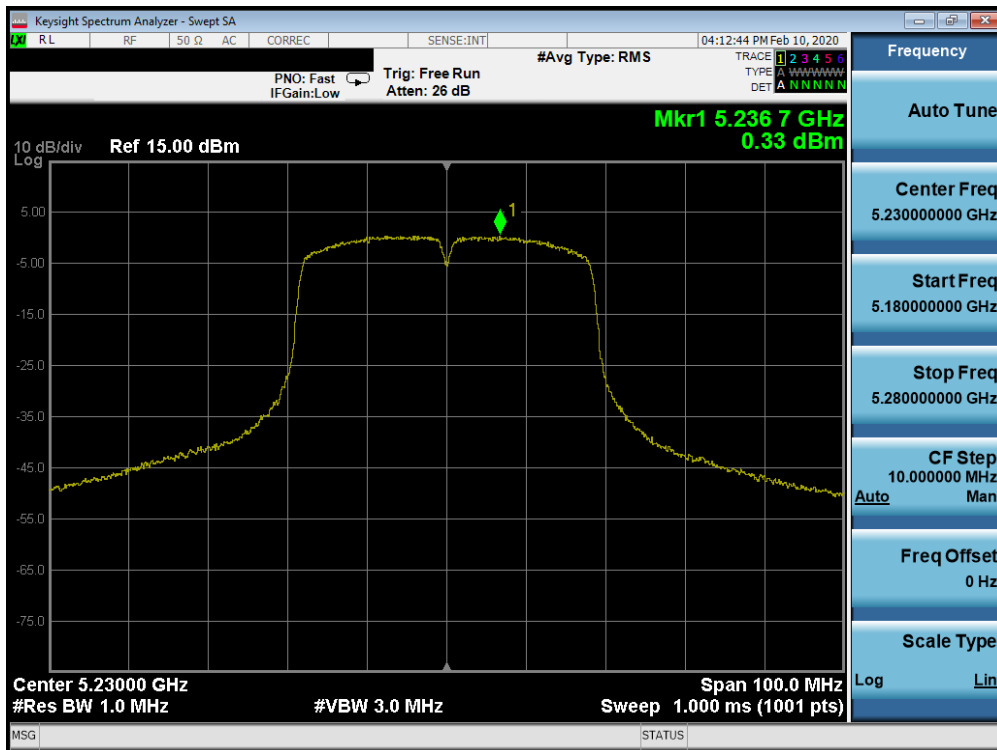 Keysight Spectrum Analyzer - Swept SA
LXI RL RF 50 Ω AC CORREC SENSE:INT 04:12:44 PM Feb 10, 2020
#Avg Type: RMS
TRACE 1 2 3 4 5 6
PNO: Fast Trig: Free Run
TYPE A WWWWW
IFGain:Low Atten: 26 dB
DET A N N N N N
Mkr1 5.236 7 GHz
0.33 dBm
10 dB/div Ref 15.00 dBm
Log
1
5.00
-5.00
-15.0
-25.0
-35.0
-45.0
-55.0
-65.0
-75.0
Center 5.23000 GHz Span 100.0 MHz
#Res BW 1.0 MHz #VBW 3.0 MHz Sweep 1.000 ms (1001 pts)
MSG STATUS
Frequency
Auto Tune
Center Freq
5.230000000 GHz
Start Freq
5.180000000 GHz
Stop Freq
5.280000000 GHz
CF Step
10.000000 MHz
Auto Man
Freq Offset
0 Hz
Scale Type
Log Lin